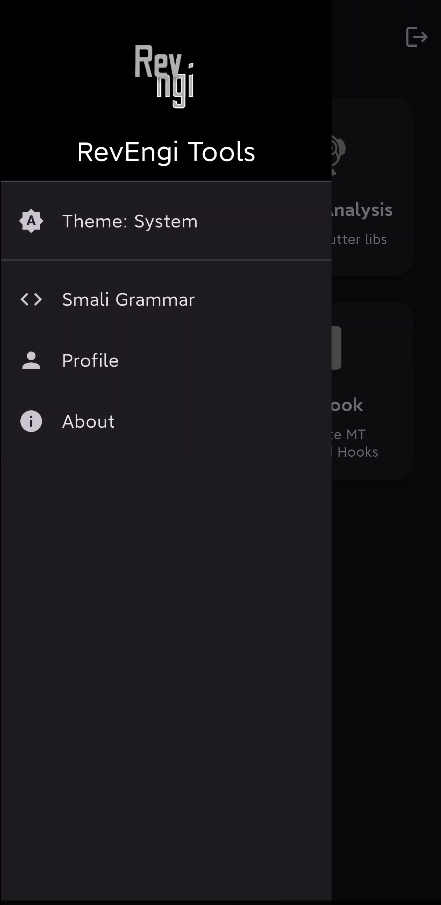 Rev
ngi
RevEngi Tools
Theme: System
Smali Grammar
Profile
About
Analysis
utter libs
ook
te MT
Hooks